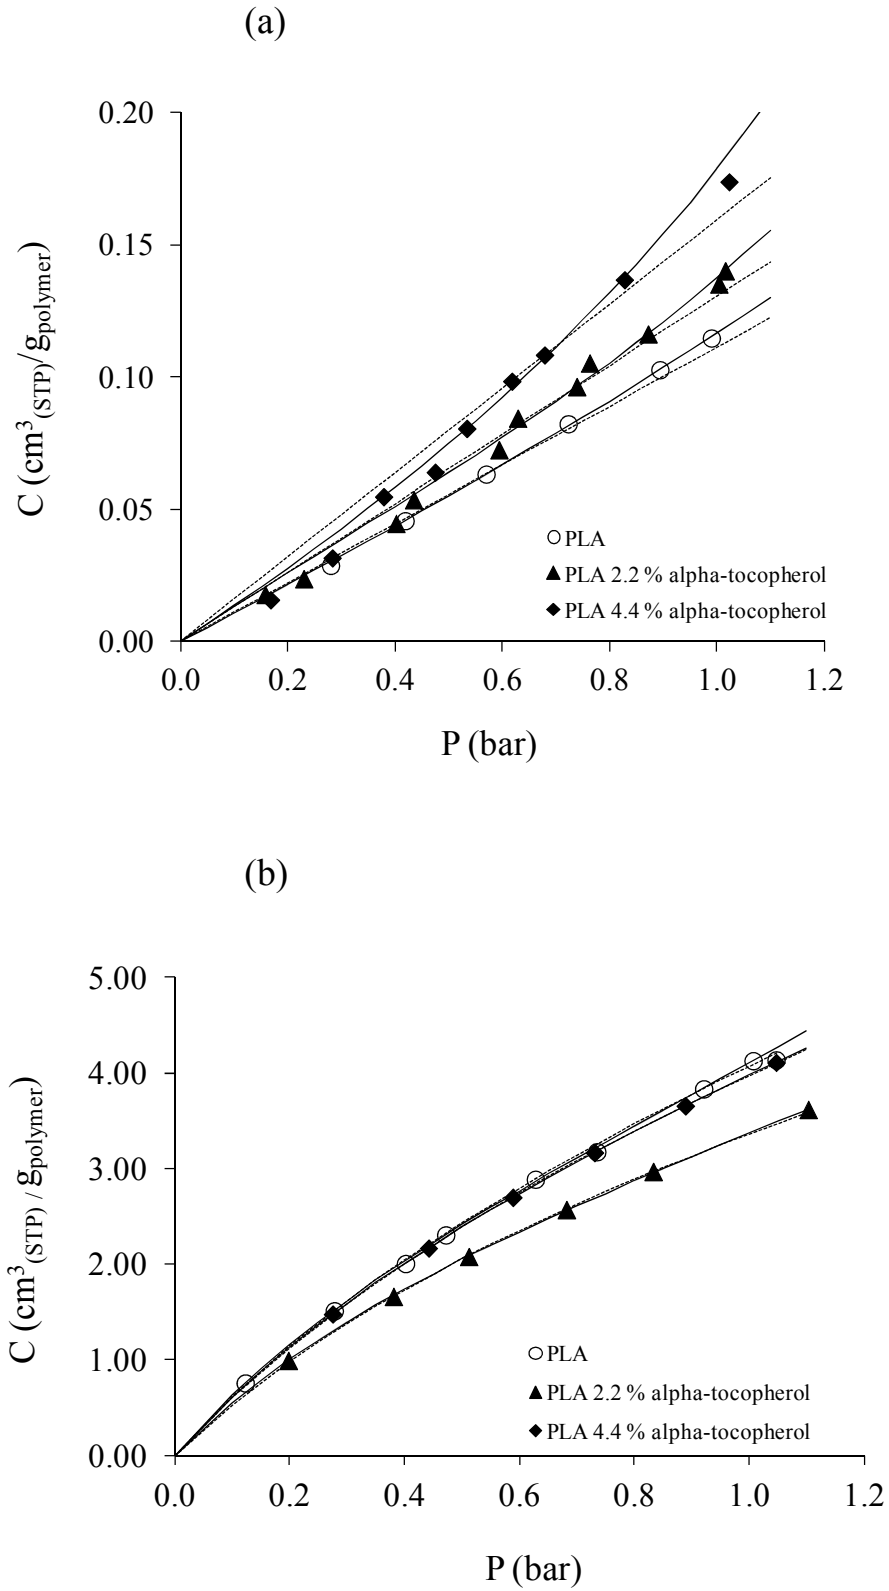 (a)
0.20
0.15
0.10
0.05
0.00
C (cm³(STP)/gpolymer)
PLA
PLA 2.2 % alpha-tocopherol
PLA 4.4 % alpha-tocopherol
0.0 0.2 0.4 0.6 0.8 1.0 1.2
P (bar)
(b)
5.00
4.00
3.00
2.00
1.00
0.00
C (cm³(STP) / gpolymer)
PLA
PLA 2.2 % alpha-tocopherol
PLA 4.4 % alpha-tocopherol
0.0 0.2 0.4 0.6 0.8 1.0 1.2
P (bar)